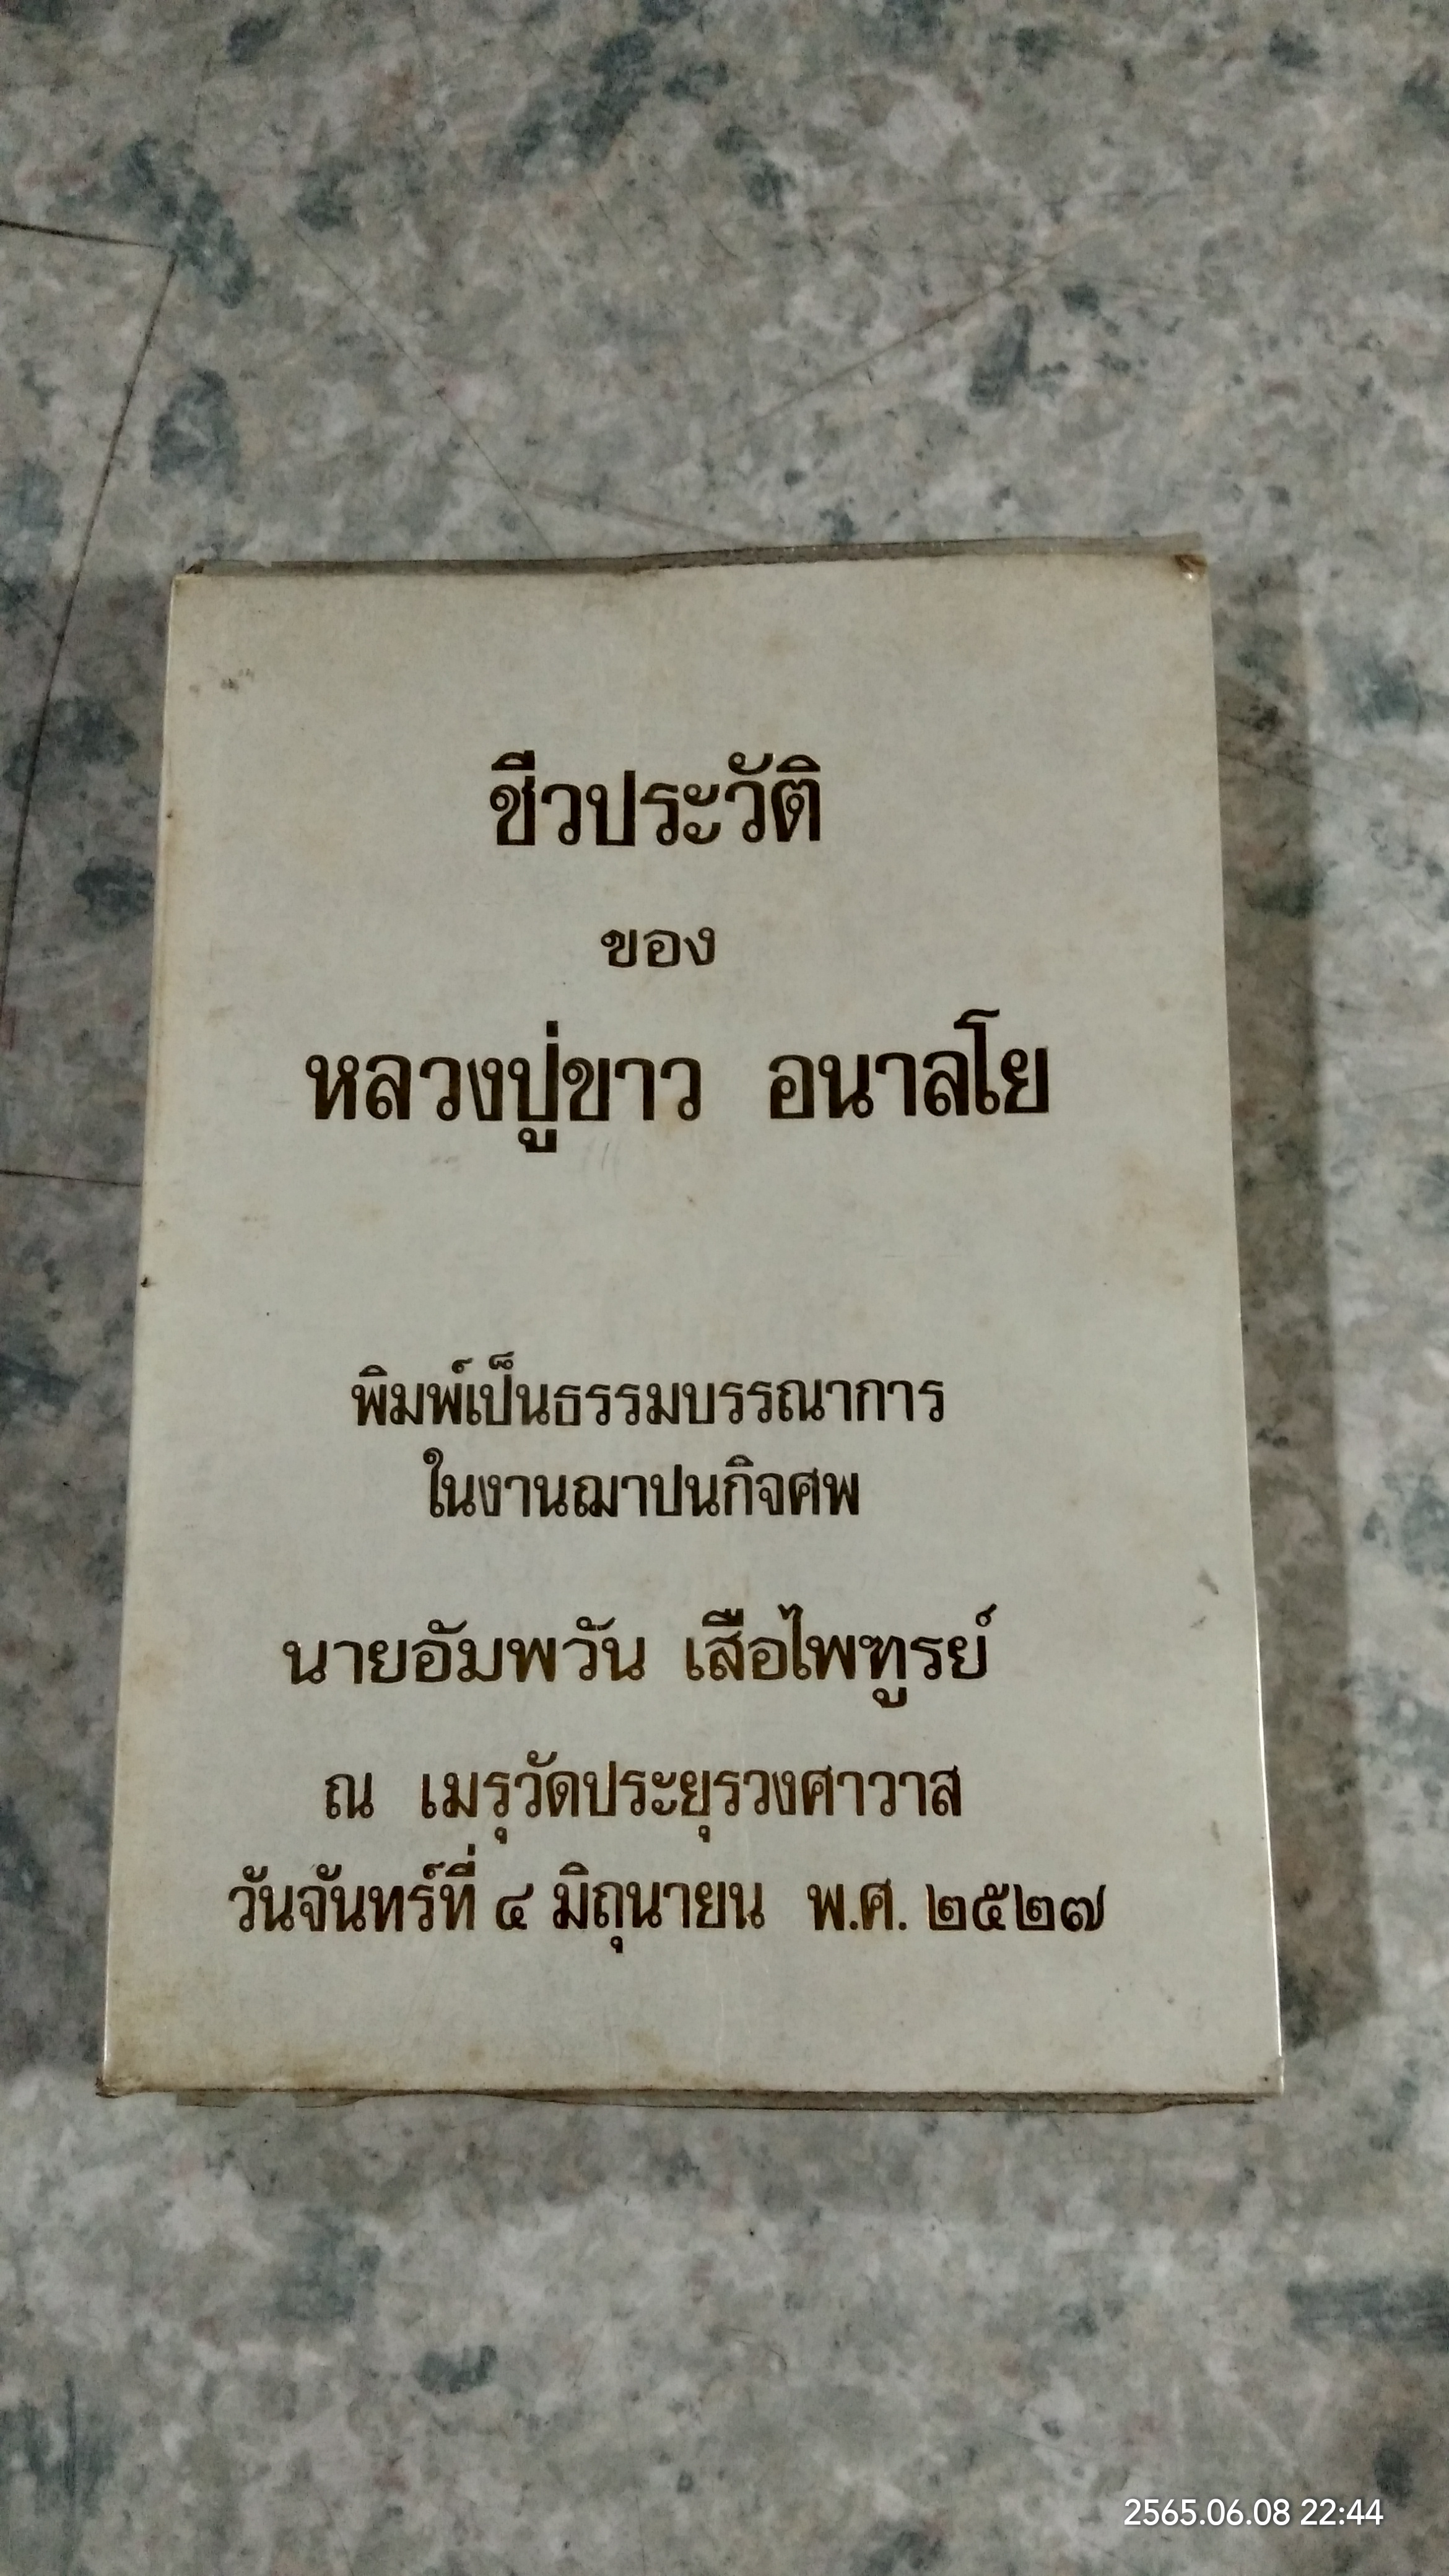 ชีวประวัติ
ของ
หลวงปู่ขาว อนาลโย
พิมพ์เป็นธรรมบรรณาการ
ในงานฌาปนกิจศพ
นายอัมพวัน เสือไพฑูรย์
ณ เมรุวัดประยุรวงศาวาส
วันจันทร์ที่ ๔ มิถุนายน พ.ศ. ๒๕๒๗
2565.06.08 22:44